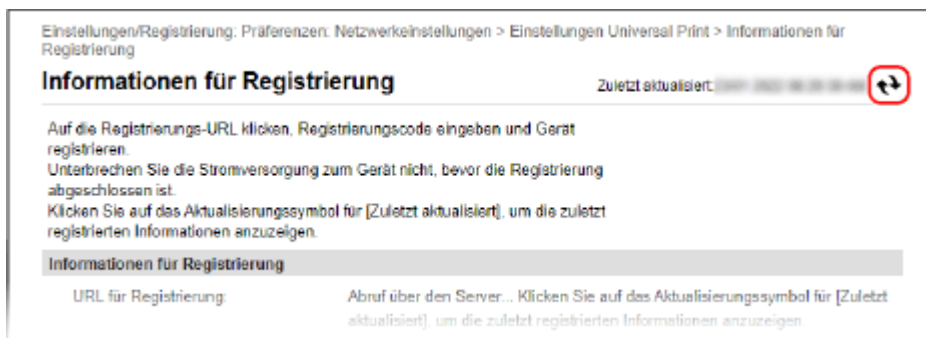 Einstellungen/Registrierung: Präferenzen: Netzwerkeinstellungen > Einstellungen Universal Print > Informationen für
Registrierung
Informationen für Registrierung
Zuletzt aktualisiert:
Auf die Registrierungs-URL klicken, Registrierungscode eingeben und Gerät
registrieren.
Unterbrechen Sie die Stromversorgung zum Gerät nicht, bevor die Registrierung
abgeschlossen ist.
Klicken Sie auf das Aktualisierungssymbol für [Zuletzt aktualisiert], um die zuletzt
registrierten Informationen anzuzeigen.
Informationen für Registrierung
URL für Registrierung: Abruf über den Server... Klicken Sie auf das Aktualisierungssymbol für [Zuletzt
aktualisiert], um die zuletzt registrierten Informationen anzuzeigen.